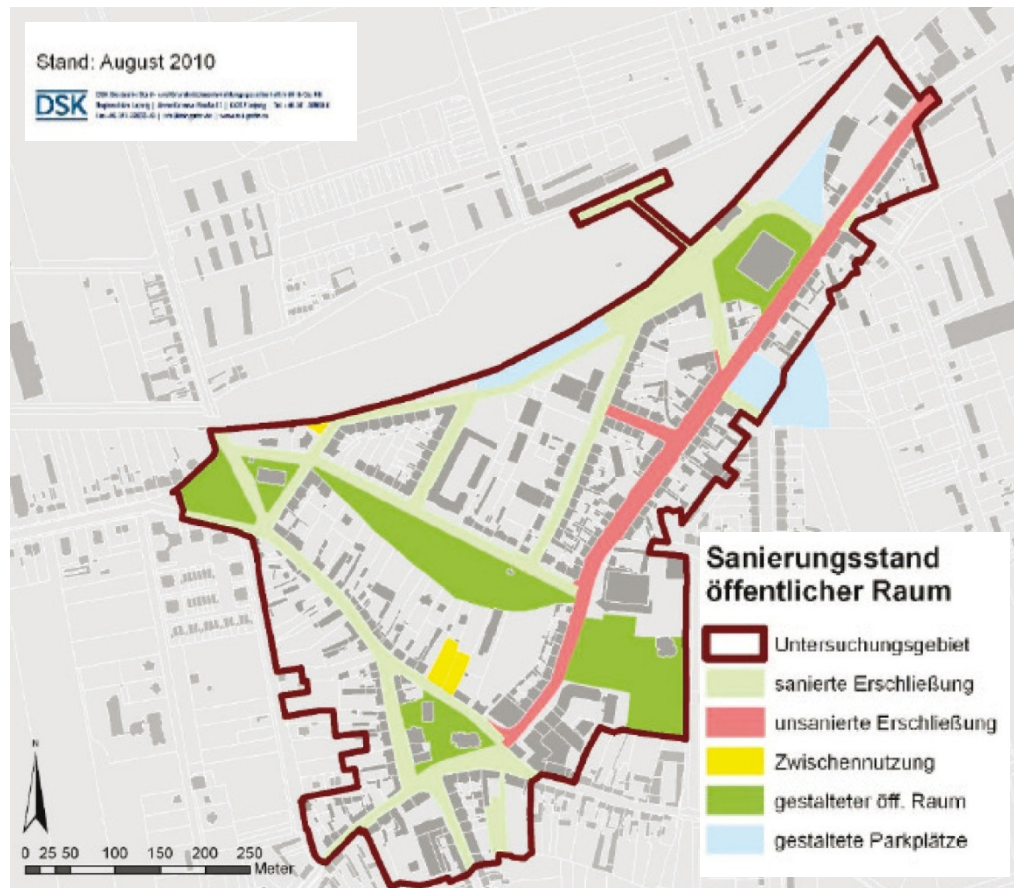 Stand: August 2010
DSK
Sanierungsstand
öffentlicher Raum
Untersuchungsgebiet
sanierte Erschließung
unsanierte Erschließung
Zwischennutzung
gestalteter öff. Raum
gestaltete Parkplätze
N
0 25 50 100 150 200 250
Meter